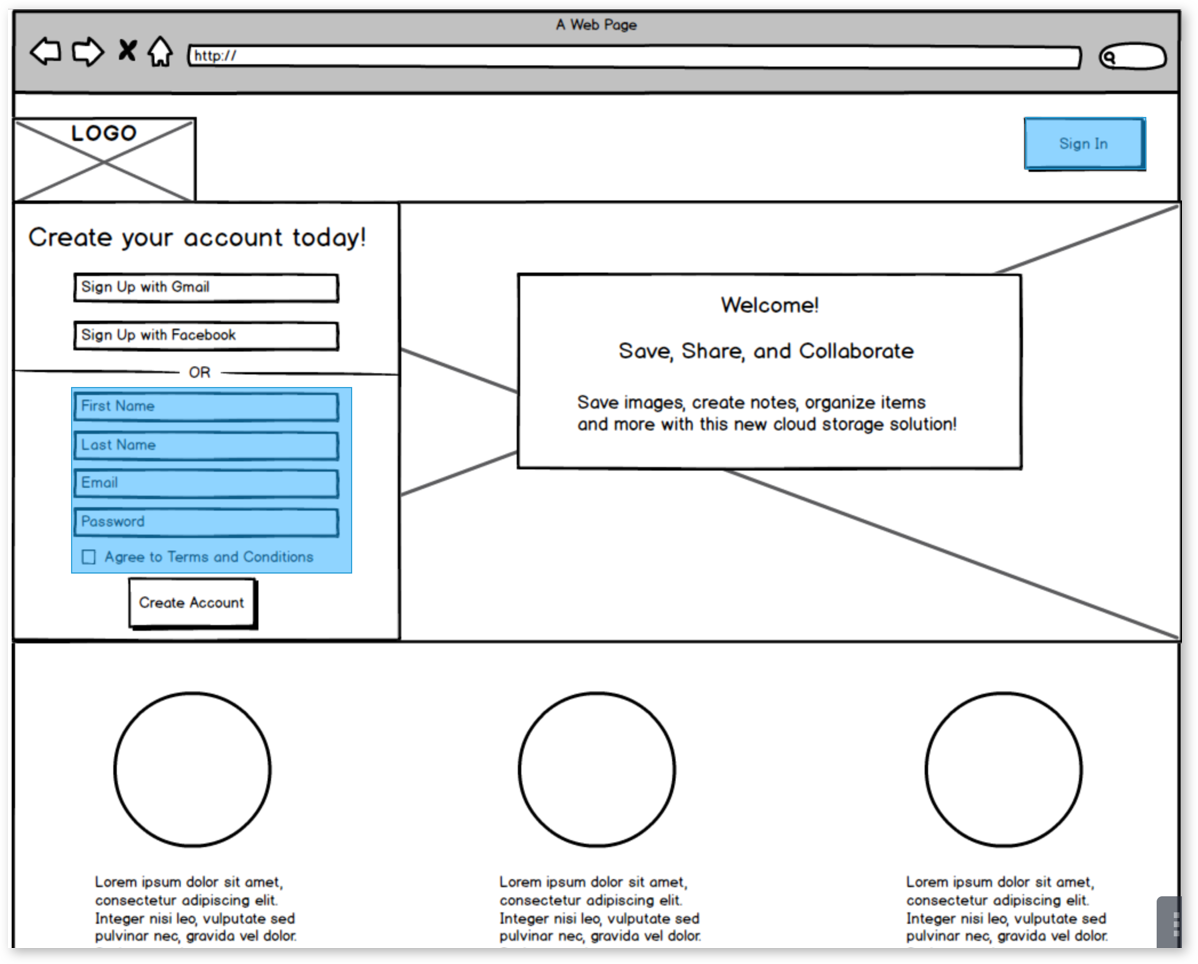 A Web Page
http://
LOGO
Sign In
Create your account today!
Sign Up with Gmail
Sign Up with Facebook
OR
First Name
Last Name
Email
Password
Agree to Terms and Conditions
Create Account
Welcome!
Save, Share, and Collaborate
Save images, create notes, organize items
and more with this new cloud storage solution!
Lorem ipsum dolor sit amet,
consectetur adipiscing elit.
Integer nisi leo, vulputate sed
pulvinar nec, gravida vel dolor.
Lorem ipsum dolor sit amet,
consectetur adipiscing elit.
Integer nisi leo, vulputate sed
pulvinar nec, gravida vel dolor.
Lorem ipsum dolor sit amet,
consectetur adipiscing elit.
Integer nisi leo, vulputate sed
pulvinar nec, gravida vel dolor.